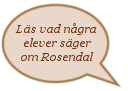 Läs vad några
elever säger
om Rosendal